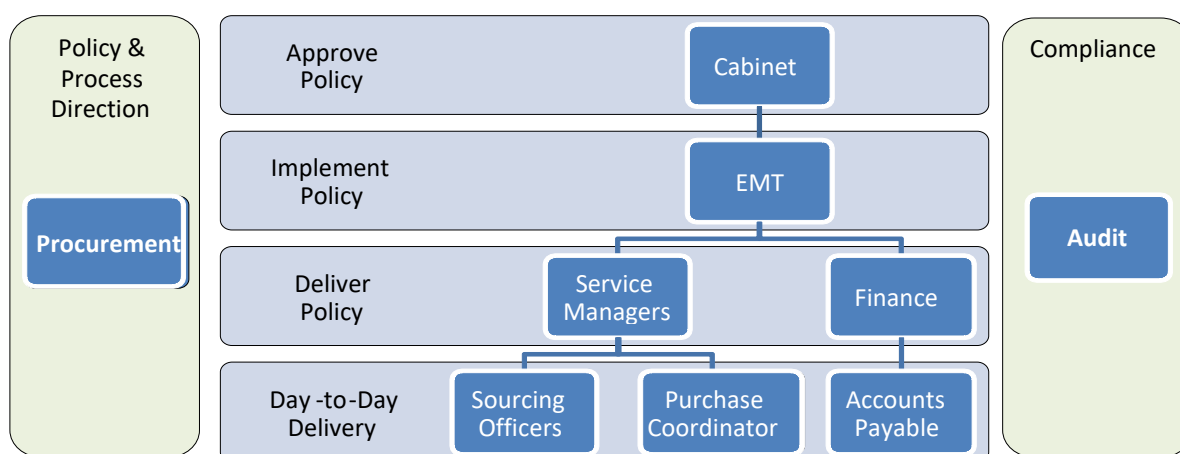 Policy &
Process
Direction
Procurement
Approve
Policy
Cabinet
Implement
Policy
EMT
Deliver
Policy
Service
Managers
Finance
Day -to-Day
Delivery
Sourcing
Officers
Purchase
Coordinator
Accounts
Payable
Compliance
Audit